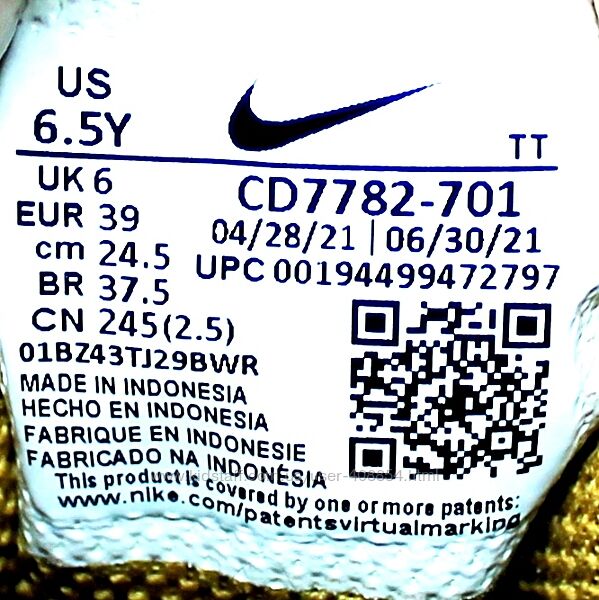 US
6.5Y
TT
UK 6
EUR 39
cm 24.5
BR 37.5
CN 245(2.5)
CD7782-701
04/28/21 | 06/30/21
UPC 00194499472797
01BZ43TJ29BWR
MADE IN INDONESIA
HECHO EN INDONESIA
FABRIQUE EN INDONESIE
FABRICADO NA INDONÉSIA
This product is covered by one or more patents:
www.nike.com/patentsvirtualmarking